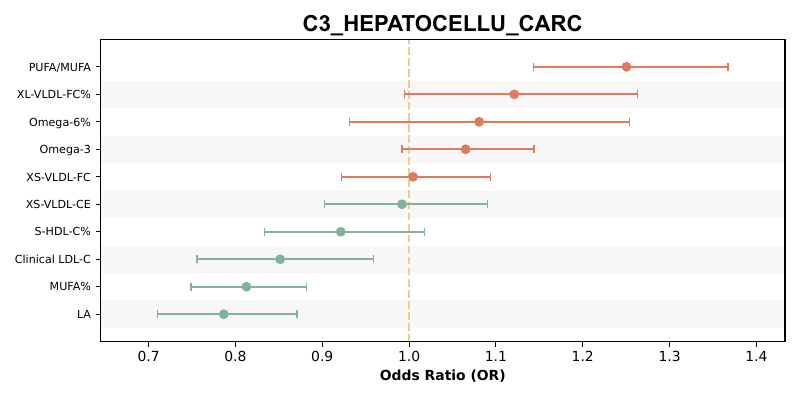 C3_HEPATOCELLU_CARC
PUFA/MUFA
XL-VLDL-FC%
Omega-6%
Omega-3
XS-VLDL-FC
XS-VLDL-CE
S-HDL-C%
Clinical LDL-C
MUFA%
LA
0.7 0.8 0.9 1.0 1.1 1.2 1.3 1.4
Odds Ratio (OR)